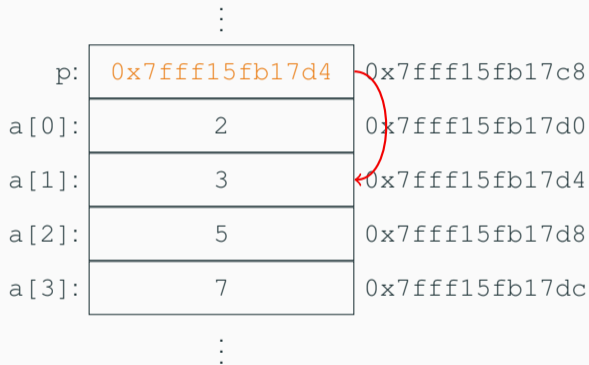 p: 0x7fff15fb17d4 0x7fff15fb17c8
a[0]: 2 0x7fff15fb17d0
a[1]: 3 0x7fff15fb17d4
a[2]: 5 0x7fff15fb17d8
a[3]: 7 0x7fff15fb17dc